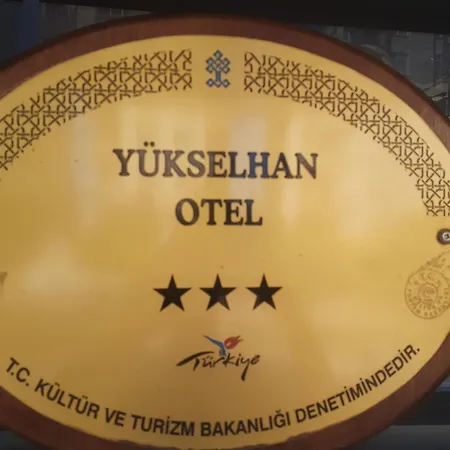 YÜKSELHAN
OTEL
Türkiye
T.C. KÜLTÜR VE TURİZM BAKANLIĞI DENETİMİNDEDİR.